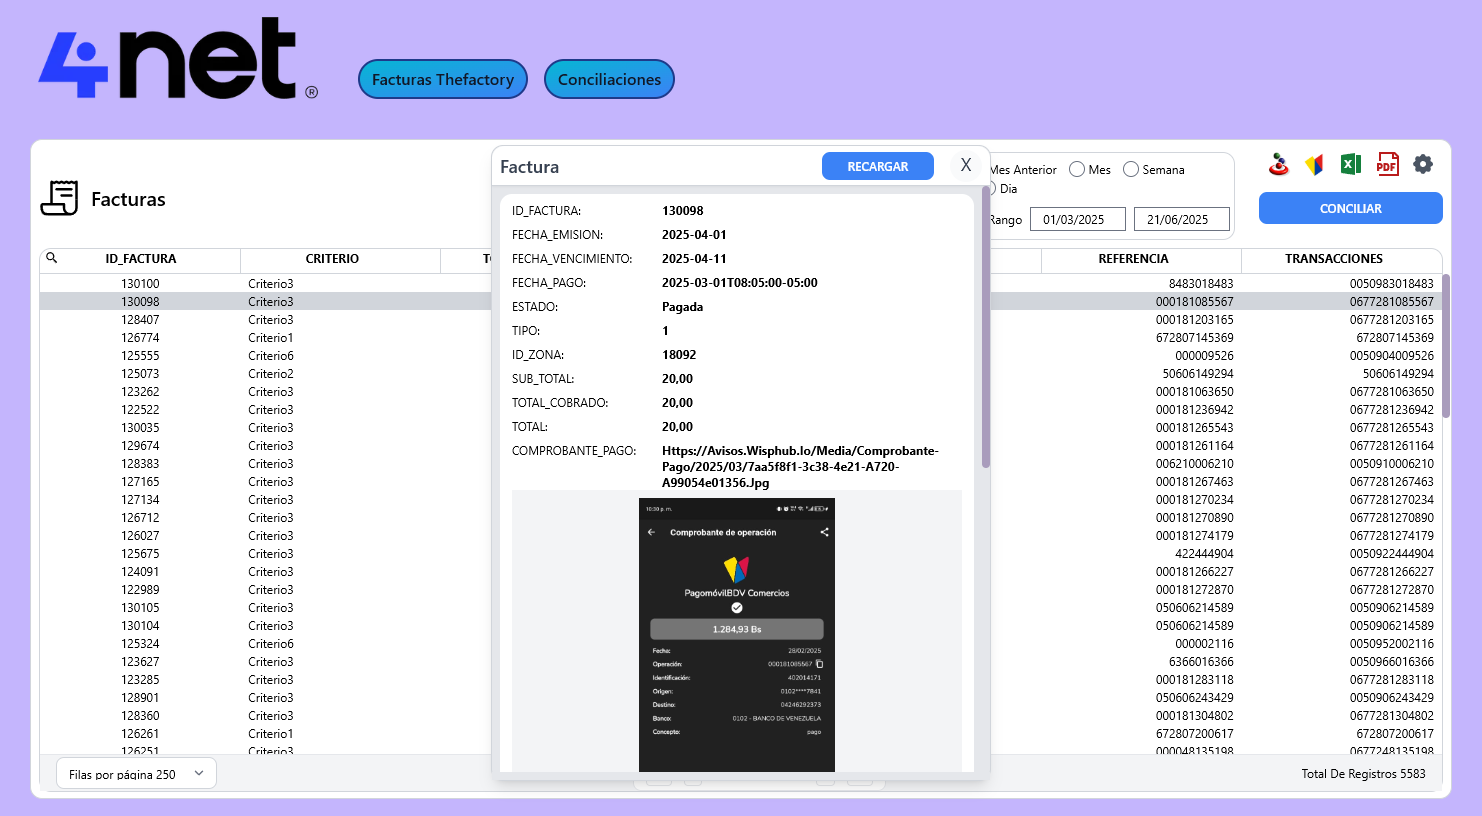 4net ®
Facturas Thefactory
Conciliaciones
Facturas
Factura
RECARGAR
X
Mes Anterior
Mes
Semana
Dia
Rango
01/03/2025
21/06/2025
PDF
CONCILIAR
ID_FACTURA
CRITERIO
REFERENCIA
TRANSACCIONES
130100 Criterio3 8483018483 0050983018483
130098 Criterio3 000181085567 0677281085567
128407 Criterio3 000181203165 0677281203165
126774 Criterio1 672807145369 672807145369
125555 Criterio6 000009526 0050904009526
125073 Criterio2 50606149294 50606149294
123262 Criterio3 000181063650 0677281063650
122522 Criterio3 000181236942 0677281236942
130035 Criterio3 000181265543 0677281265543
129674 Criterio3 000181261164 0677281261164
128383 Criterio3 006210006210 0050910006210
127165 Criterio3 000181267463 0677281267463
127134 Criterio3 000181270234 0677281270234
126712 Criterio3 000181270890 0677281270890
126027 Criterio3 000181274179 0677281274179
125675 Criterio3 422444904 0050922444904
124091 Criterio3 000181266227 0677281266227
122989 Criterio3 000181272870 0677281272870
130105 Criterio3 050606214589 0050906214589
130104 Criterio3 050606214589 0050906214589
125324 Criterio6 000002116 0050952002116
123627 Criterio3 6366016366 0050966016366
123285 Criterio3 000181283118 0677281283118
128901 Criterio3 050606243429 0050906243429
128360 Criterio3 000181304802 0677281304802
126261 Criterio1 672807200617 672807200617
126251 Criterio3 000048135198 0677248135198
ID_FACTURA: 130098
FECHA_EMISION: 2025-04-01
FECHA_VENCIMIENTO: 2025-04-11
FECHA_PAGO: 2025-03-01T08:05:00-05:00
ESTADO: Pagada
TIPO: 1
ID_ZONA: 18092
SUB_TOTAL: 20,00
TOTAL_COBRADO: 20,00
TOTAL: 20,00
COMPROBANTE_PAGO: Https://Avisos.Wisphub.Io/Media/Comprobante-
Pago/2025/03/7aa5f8f1-3c38-4e21-A720-
A99054e01356.Jpg
10:30 p. m.
Comprobante de operación
PagomóvilBDV Comercios
1.284,93 Bs
Fecha: 28/02/2025
Operación: 000181085567
Identificación: 402014171
Origen: 0102****7841
Destino: 04246292373
Banco: 0102 - BANCO DE VENEZUELA
Concepto: pago
Filas por página 250
Total De Registros 5583